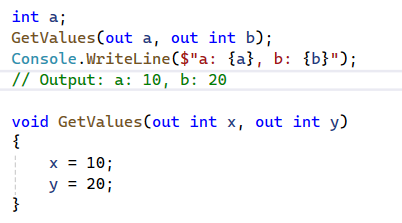 int a;
GetValues(out a, out int b);
Console.WriteLine($"a: {a}, b: {b}");
// Output: a: 10, b: 20
void GetValues(out int x, out int y)
{
    x = 10;
    y = 20;
}